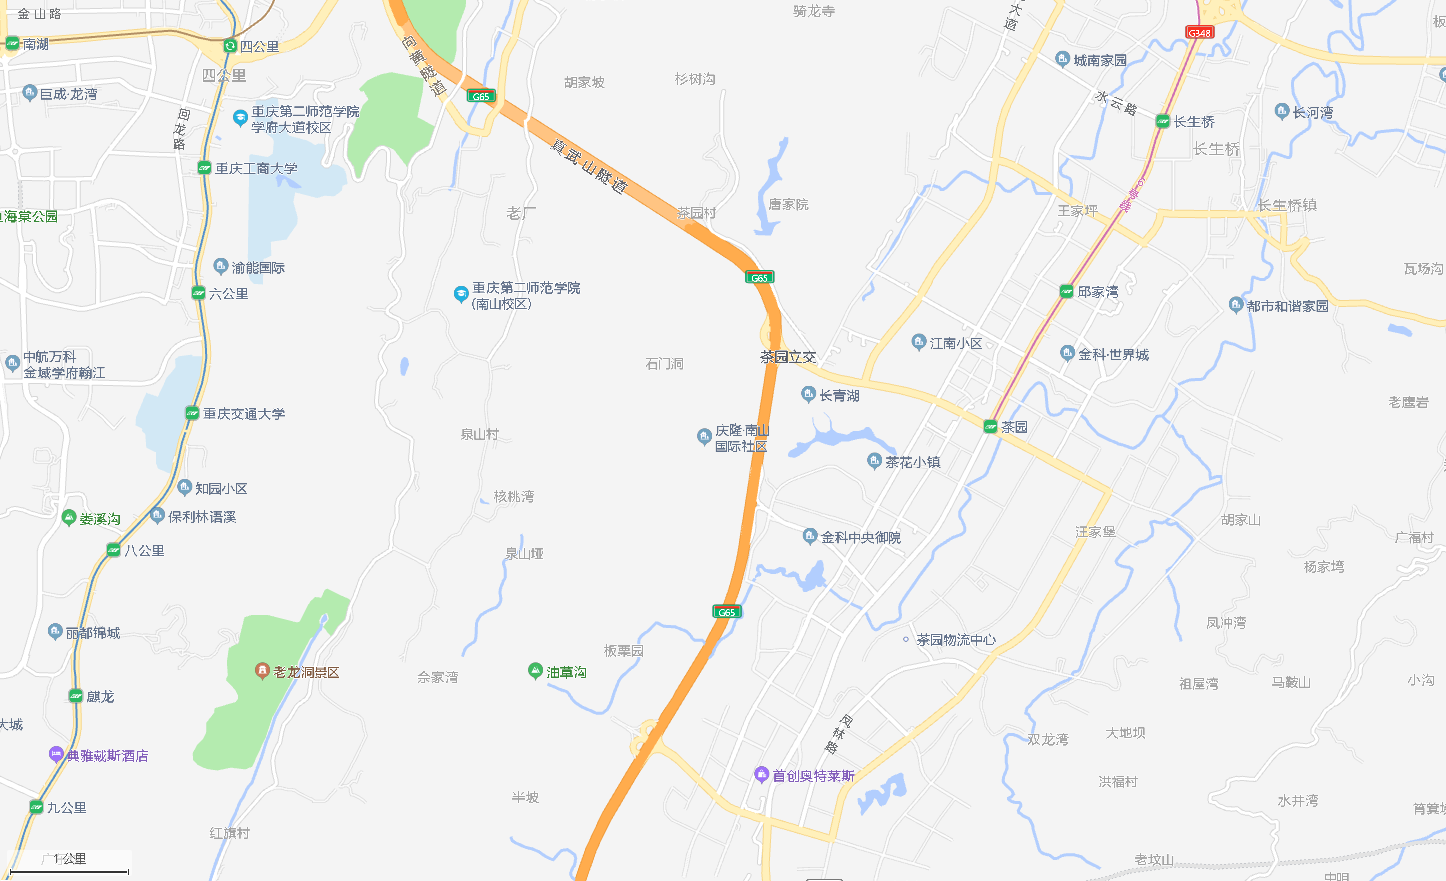 金山路
南湖
四公里
四公里
巨成·龙湾
回龙路
重庆第二师范学院
学府大道校区
重庆工商大学
海棠公园
渝能国际
六公里
中航万科
金域学府翰江
重庆交通大学
知园小区
保利林语溪
娄溪沟
八公里
丽都锦城
老龙洞景区
麒龙
大城
典雅戴斯酒店
九公里
红旗村
1公里
向黄隧道
G65
真武山隧道
胡家坡
杉树沟
骑龙寺
大道
老厂
茶园村
唐家院
G65
重庆第二师范学院
(南山校区)
石门洞
茶园立交
长青湖
庆隆·南山
国际社区
泉山村
核桃湾
泉山垭
茶花小镇
金科中央御院
G65
板栗园
佘家湾
油草沟
半坡
首创奥特莱斯
凤林路
茶园物流中心
G348
城南家园
水云路
长生桥
长生桥
长河湾
6号线
王家坪
长生桥镇
瓦场沟
邱家湾
都市和谐家园
江南小区
金科·世界城
老鹰岩
茶园
汪家堡
胡家山
广福村
杨家塆
凤冲湾
祖屋湾
马鞍山
小沟
双龙湾
大地坝
洪福村
水井湾
筲箕
老坟山
中咀